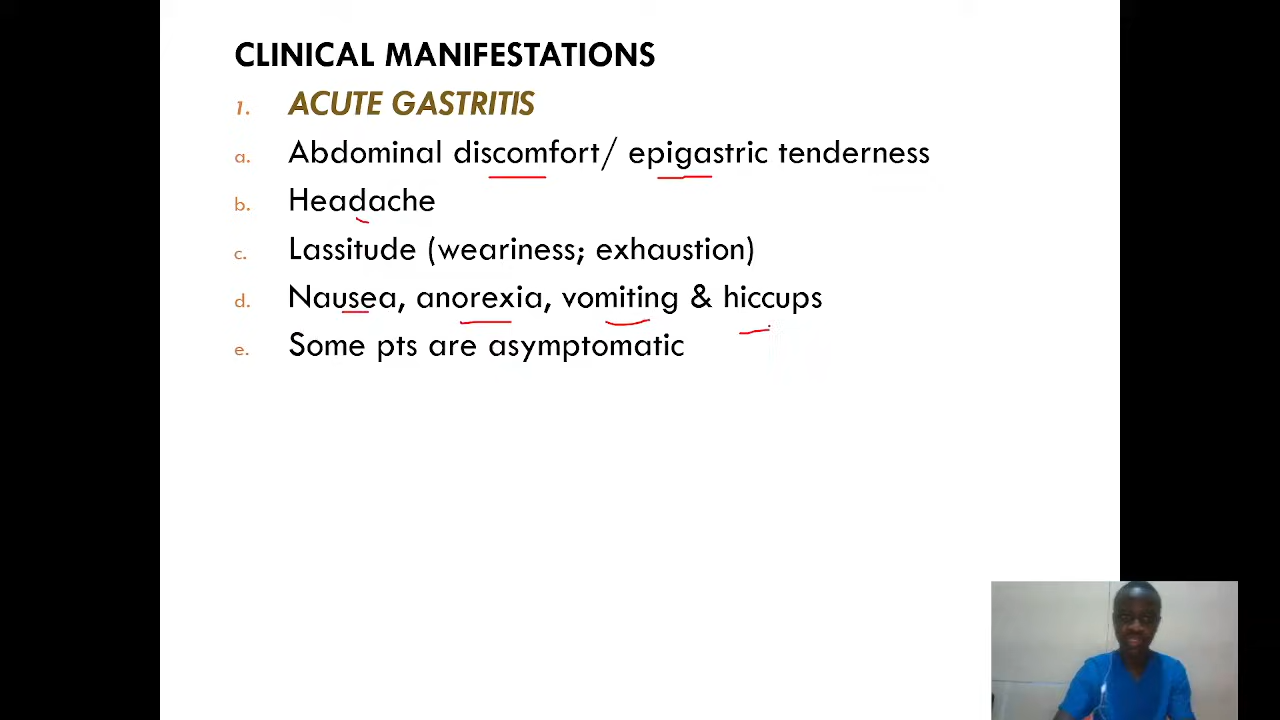 CLINICAL MANIFESTATIONS
1. ACUTE GASTRITIS
a. Abdominal discomfort/ epigastric tenderness
b. Headache
c. Lassitude (weariness; exhaustion)
d. Nausea, anorexia, vomiting & hiccups
e. Some pts are asymptomatic